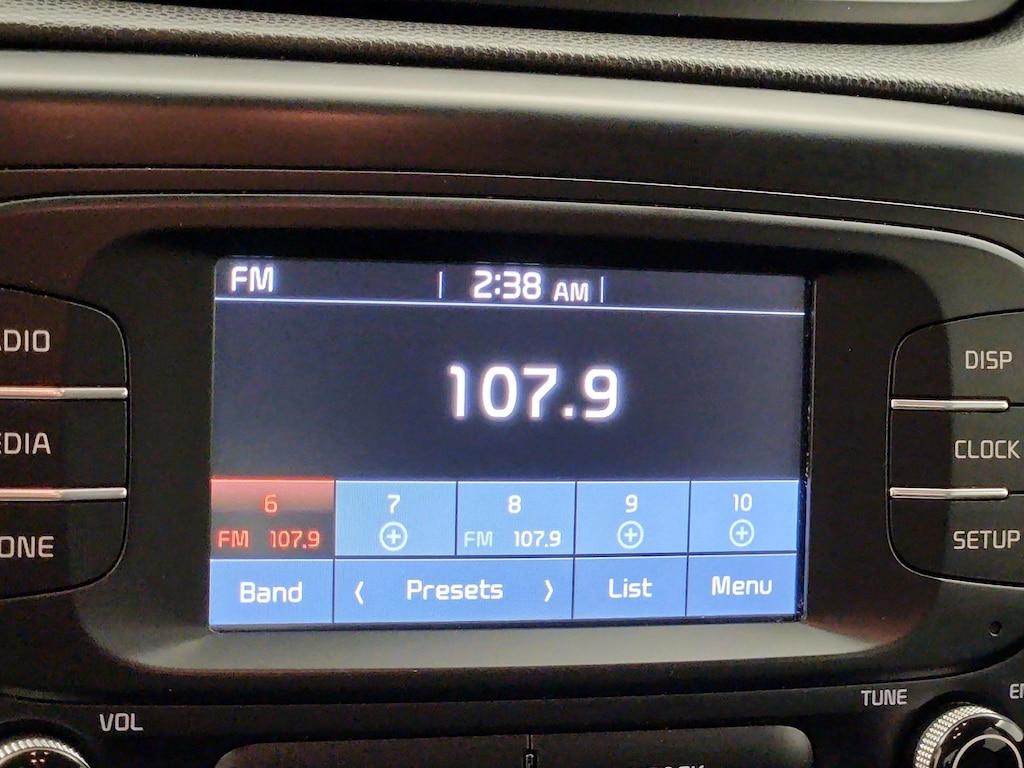 FM 2:38 AM
107.9
6 7 8 9 10
FM 107.9 FM 107.9
Band ⟨ Presets ⟩ List Menu
DISP
CLOCK
SETUP
VOL
TUNE